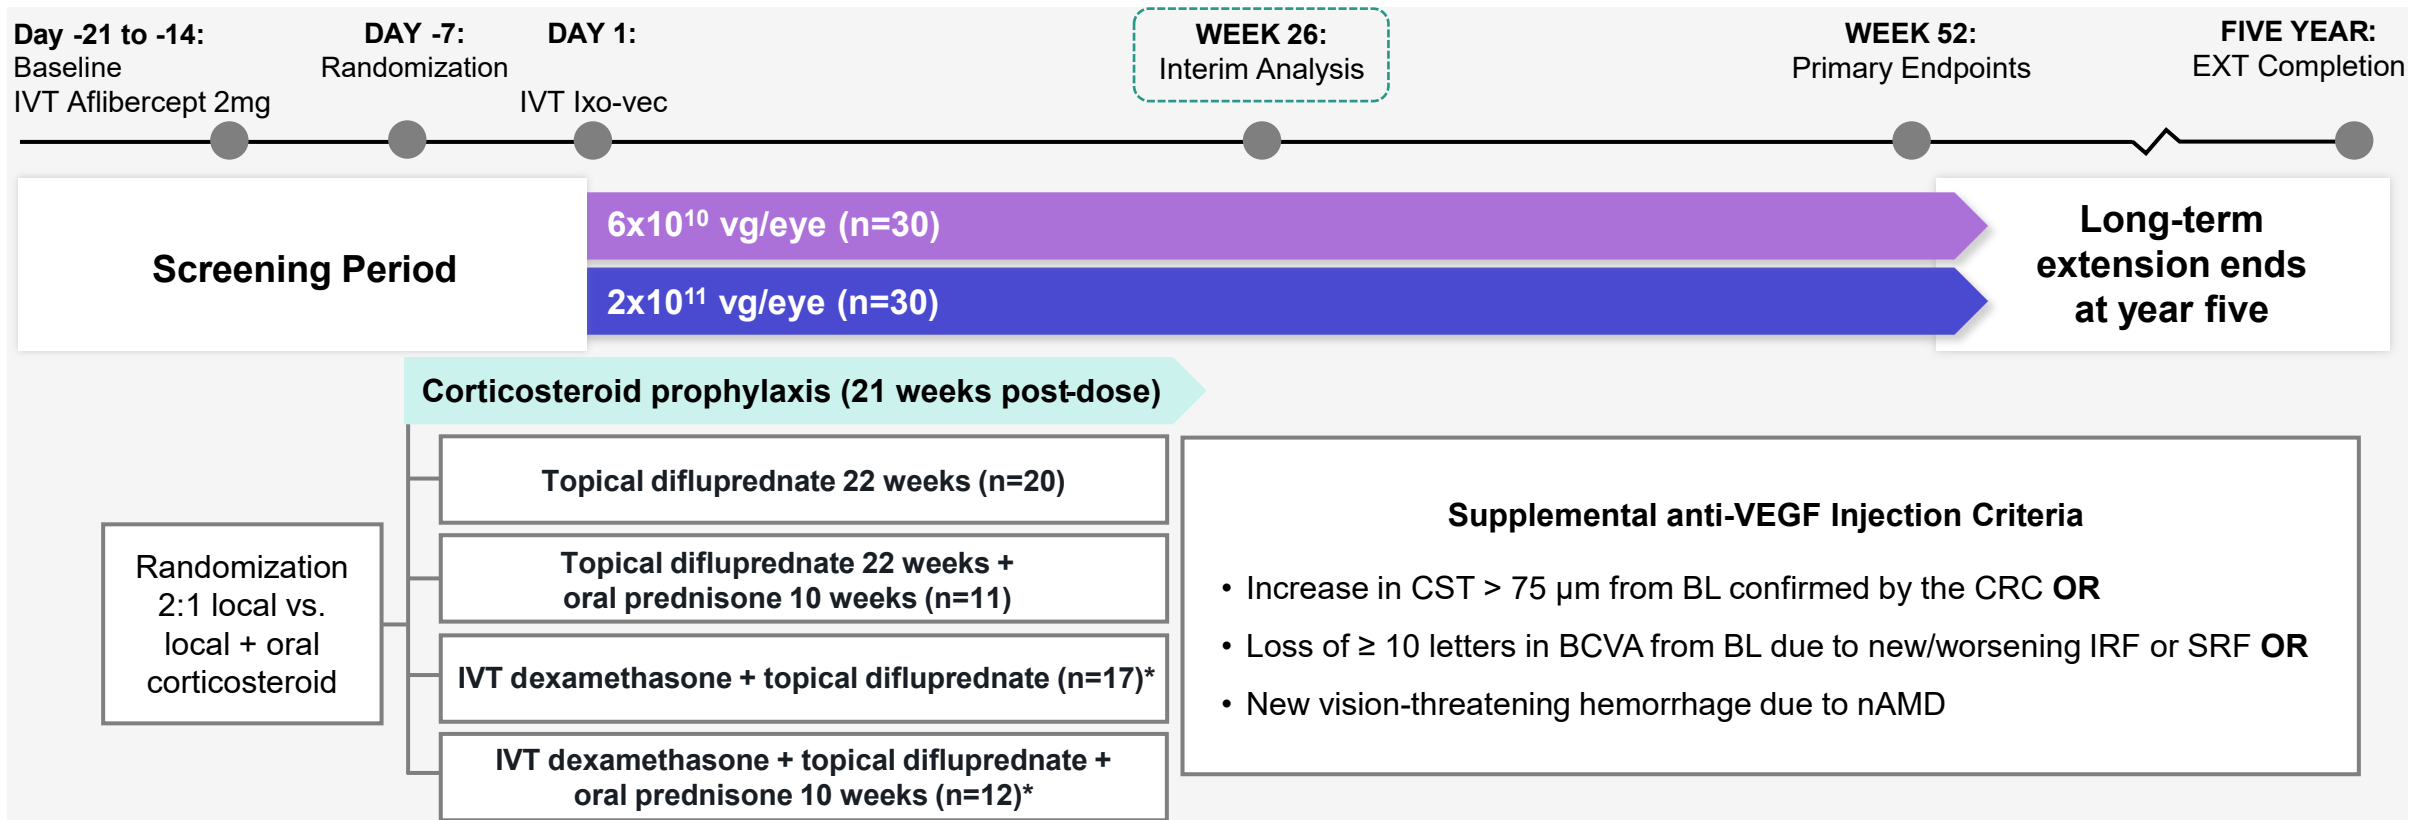 Day -21 to -14:
Baseline
IVT Aflibercept 2mg
DAY -7:
Randomization
DAY 1:
IVT Ixo-vec
WEEK 26:
Interim Analysis
WEEK 52:
Primary Endpoints
FIVE YEAR:
EXT Completion
Screening Period
6x10¹⁰ vg/eye (n=30)
2x10¹¹ vg/eye (n=30)
Long-term
extension ends
at year five
Corticosteroid prophylaxis (21 weeks post-dose)
Randomization
2:1 local vs.
local + oral
corticosteroid
Topical difluprednate 22 weeks (n=20)
Topical difluprednate 22 weeks +
oral prednisone 10 weeks (n=11)
IVT dexamethasone + topical difluprednate (n=17)*
IVT dexamethasone + topical difluprednate +
oral prednisone 10 weeks (n=12)*
Supplemental anti-VEGF Injection Criteria
• Increase in CST > 75 µm from BL confirmed by the CRC OR
• Loss of ≥ 10 letters in BCVA from BL due to new/worsening IRF or SRF OR
• New vision-threatening hemorrhage due to nAMD